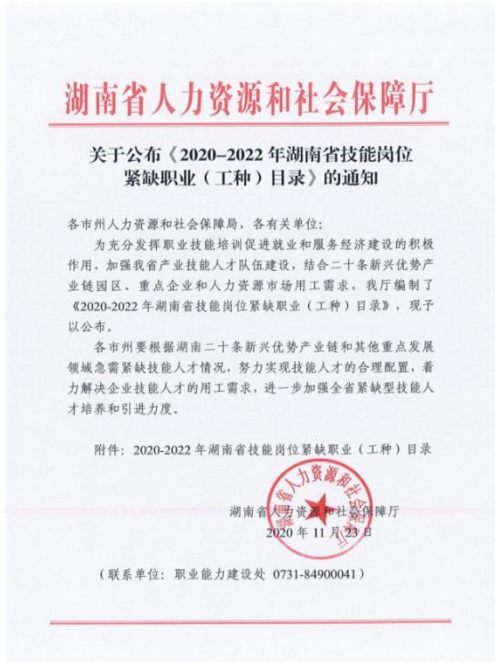 湖南省人力资源和社会保障厅
关于公布《2020-2022年湖南省技能岗位
紧缺职业（工种）目录》的通知
各市州人力资源和社会保障局，各有关单位：
为充分发挥职业技能培训促进就业和服务经济建设的积极
作用，加强我省产业技能人才队伍建设，结合二十条新兴优势产
业链园区、重点企业和人力资源市场用工需求，我厅编制了
《2020-2022年湖南省技能岗位紧缺职业（工种）目录》，现予
以公布。
各市州要根据湖南二十条新兴优势产业链和其他重点发展
领域急需紧缺技能人才情况，努力实现技能人才的合理配置，着
力解决企业技能人才的用工需求，进一步加强全省紧缺型技能人
才培养和引进力度。
附件：2020-2022年湖南省技能岗位紧缺职业（工种）目录
湖南省人力资源和社会保障厅
湖南省人力资源和社会保障厅
2020年11月23日
（联系单位：职业能力建设处 0731-84900041）